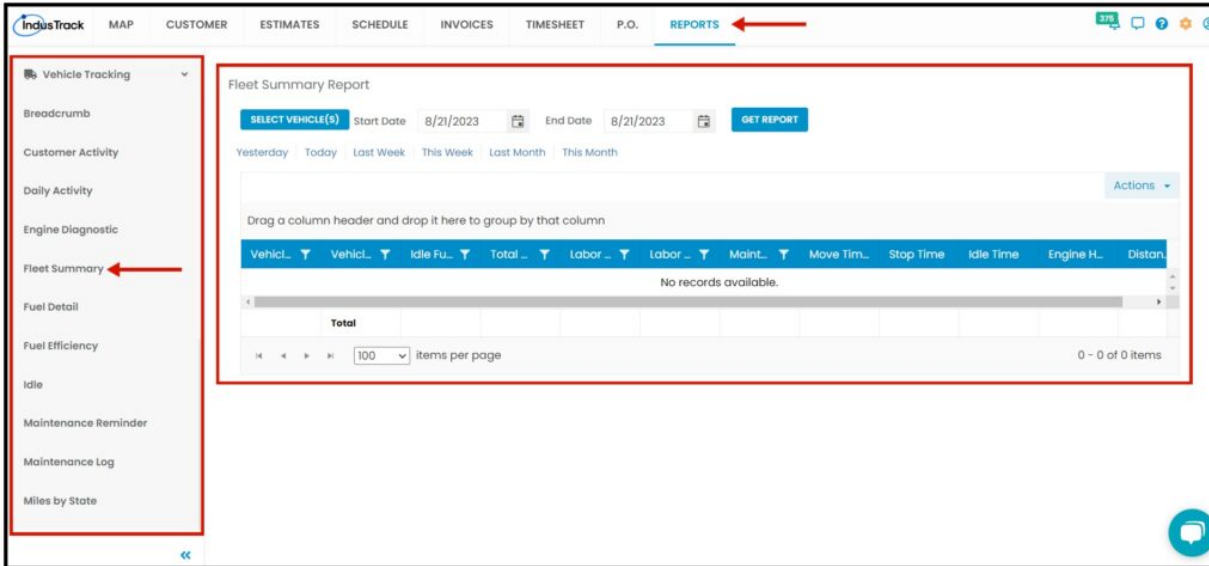 IndusTrack MAP CUSTOMER ESTIMATES SCHEDULE INVOICES TIMESHEET P.O. REPORTS 375
Vehicle Tracking
Breadcrumb
Customer Activity
Daily Activity
Engine Diagnostic
Fleet Summary
Fuel Detail
Fuel Efficiency
Idle
Maintenance Reminder
Maintenance Log
Miles by State
Fleet Summary Report
SELECT VEHICLE(S) Start Date 8/21/2023 End Date 8/21/2023 GET REPORT
Yesterday Today Last Week This Week Last Month This Month
Actions
Drag a column header and drop it here to group by that column
Vehicl... Vehicl... Idle Fu... Total ... Labor ... Labor ... Maint... Move Tim... Stop Time Idle Time Engine H... Distan.
No records available.
Total
100 items per page 0 - 0 of 0 items